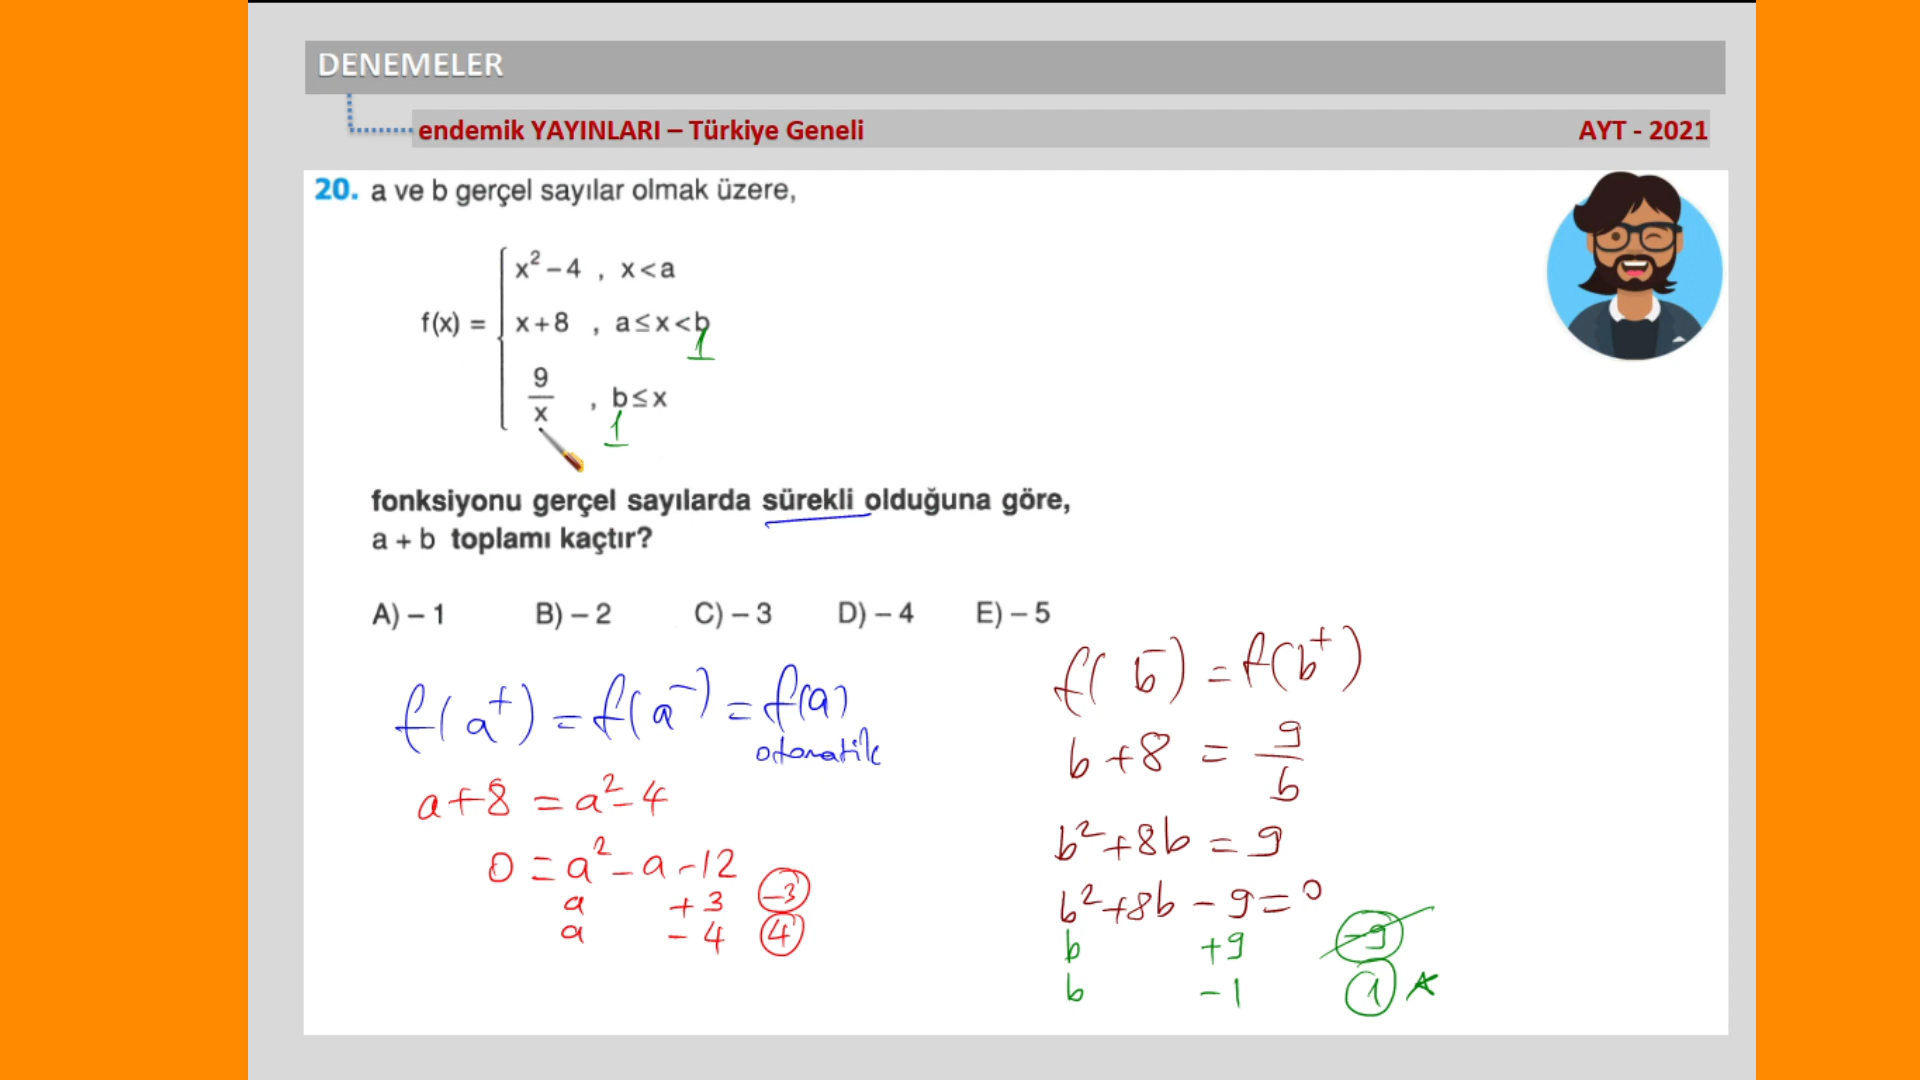 DENEMELER
endemik YAYINLARI – Türkiye Geneli AYT - 2021
20. a ve b gerçel sayılar olmak üzere,
x² – 4 , x < a
f(x) = x + 8 , a ≤ x < b
1
9/x , b ≤ x
1
fonksiyonu gerçel sayılarda sürekli olduğuna göre,
a + b toplamı kaçtır?
A) – 1 B) – 2 C) – 3 D) – 4 E) – 5
f(a⁺) = f(a⁻) = f(a)
otomatik
a + 8 = a² – 4
0 = a² – a – 12
a + 3 –3
a – 4 4
f(b⁻) = f(b⁺)
b + 8 = 9/b
b² + 8b = 9
b² + 8b – 9 = 0
b + 9 –9
b – 1 1